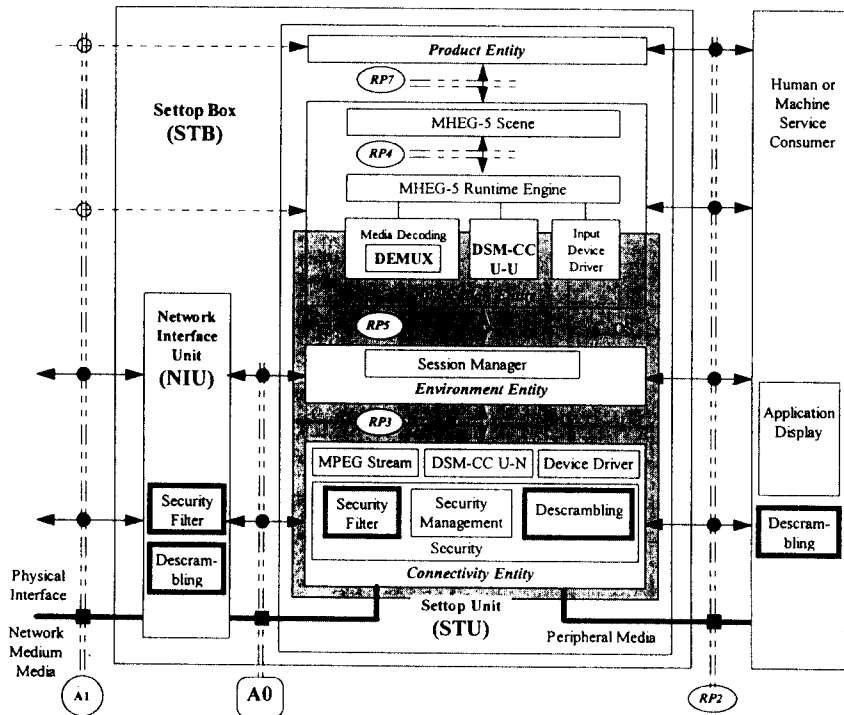 Product Entity
RP7
Settop Box
(STB)
Human or
Machine
Service
Consumer
MHEG-5 Scene
RP4
MHEG-5 Runtime Engine
Media Decoding
DEMUX
DSM-CC
U-U
Input
Device
Driver
Network
Interface
Unit
(NIU)
RP5
Session Manager
Environment Entity
RP3
Application
Display
MPEG Stream
DSM-CC U-N
Device Driver
Security
Filter
Security
Filter
Security
Management
Descrambling
Descram-
bling
Security
Descram-
bling
Connectivity Entity
Physical
Interface
Settop Unit
(STU)
Peripheral Media
Network
Medium
Media
A1
A0
RP2